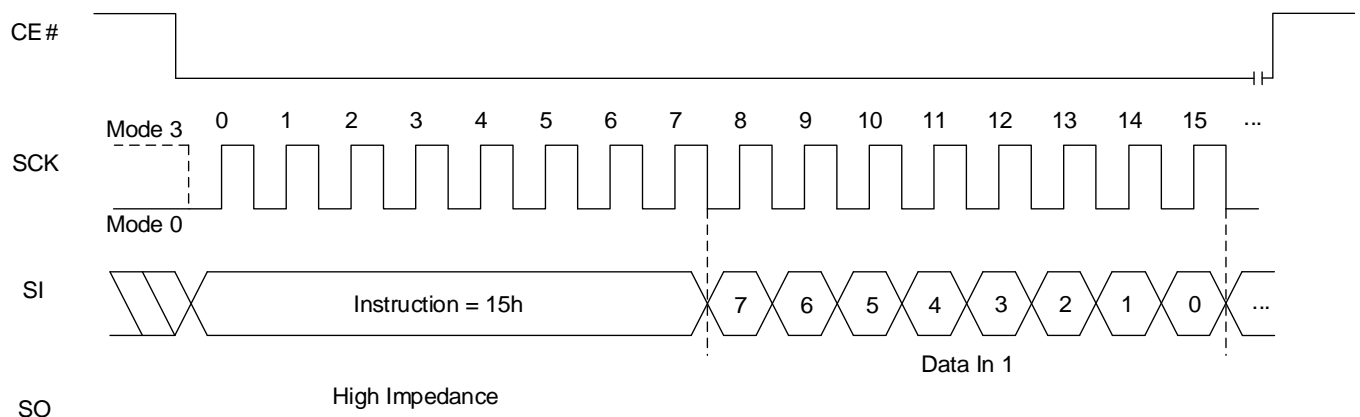 CE#
0 1 2 3 4 5 6 7 8 9 10 11 12 13 14 15 ...
Mode 3
SCK
Mode 0
SI
Instruction = 15h
7 6 5 4 3 2 1 0 ...
Data In 1
High Impedance
SO